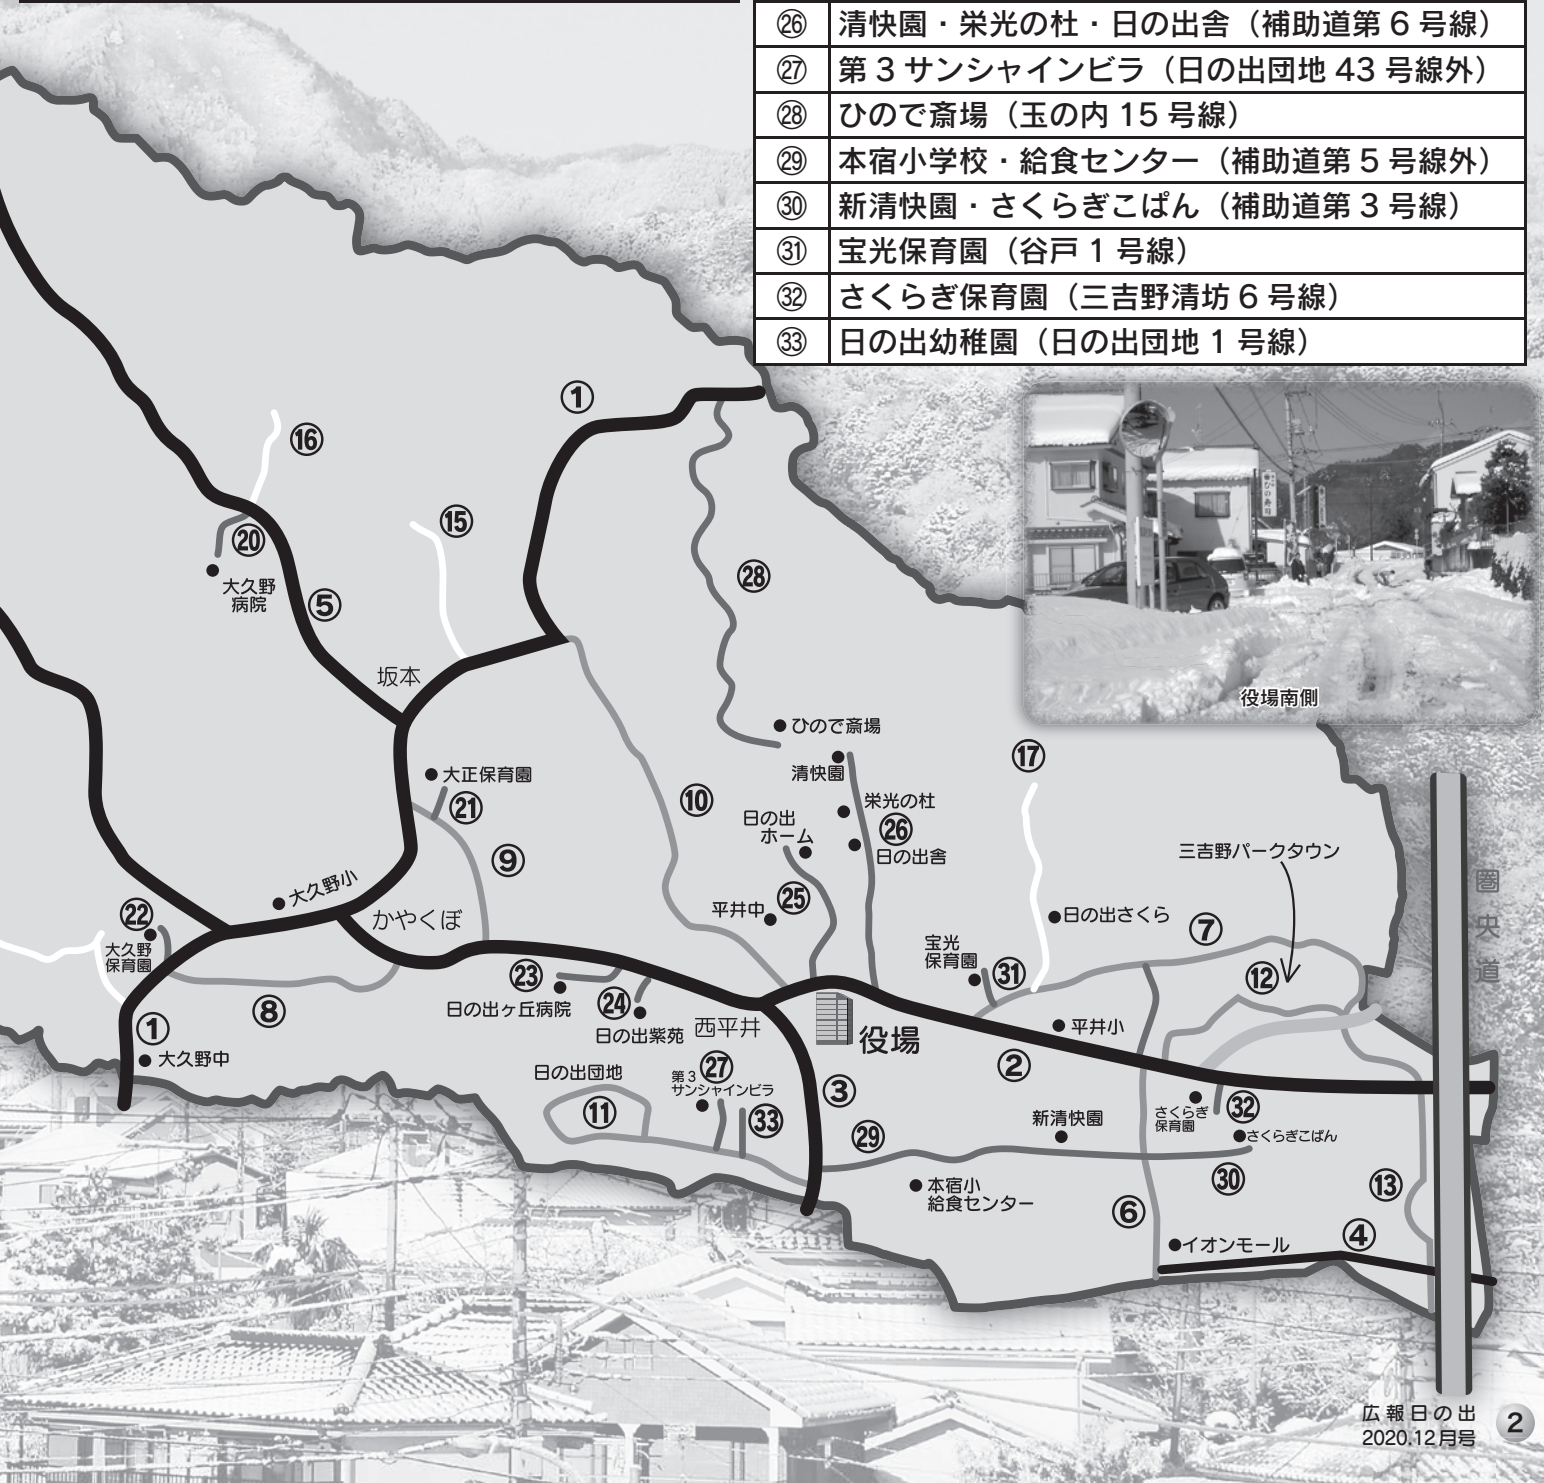 ㉖ 清快園・栄光の杜・日の出舎（補助道第６号線）
㉗ 第３サンシャインビラ（日の出団地 43 号線外）
㉘ ひので斎場（玉の内 15 号線）
㉙ 本宿小学校・給食センター（補助道第５号線外）
㉚ 新清快園・さくらぎこぱん（補助道第３号線）
㉛ 宝光保育園（谷戸１号線）
㉜ さくらぎ保育園（三吉野清坊６号線）
㉝ 日の出幼稚園（日の出団地１号線）
①
⑯
⑮
⑳
大久野
病院
⑤
㉘
坂本
役場南側
ひので斎場
⑰
清快園
大正保育園
㉑
⑩
栄光の杜
㉖
日の出舎
日の出
ホーム
⑨
三吉野パークタウン
圏央道
大久野小
㉕
平井中
かやくぼ
㉒
大久野
保育園
日の出さくら
⑦
宝光
保育園
㉛
⑫
㉓
日の出ヶ丘病院
㉔
日の出紫苑
⑧
西平井
役場
平井小
①
大久野中
②
日の出団地
⑪
第３
サンシャインビラ
㉗
㉝
③
㉙
新清快園
さくらぎ
保育園
㉜
さくらぎこぱん
㉚
⑬
本宿小
給食センター
⑥
④
イオンモール
広報日の出
2020.12月号
2